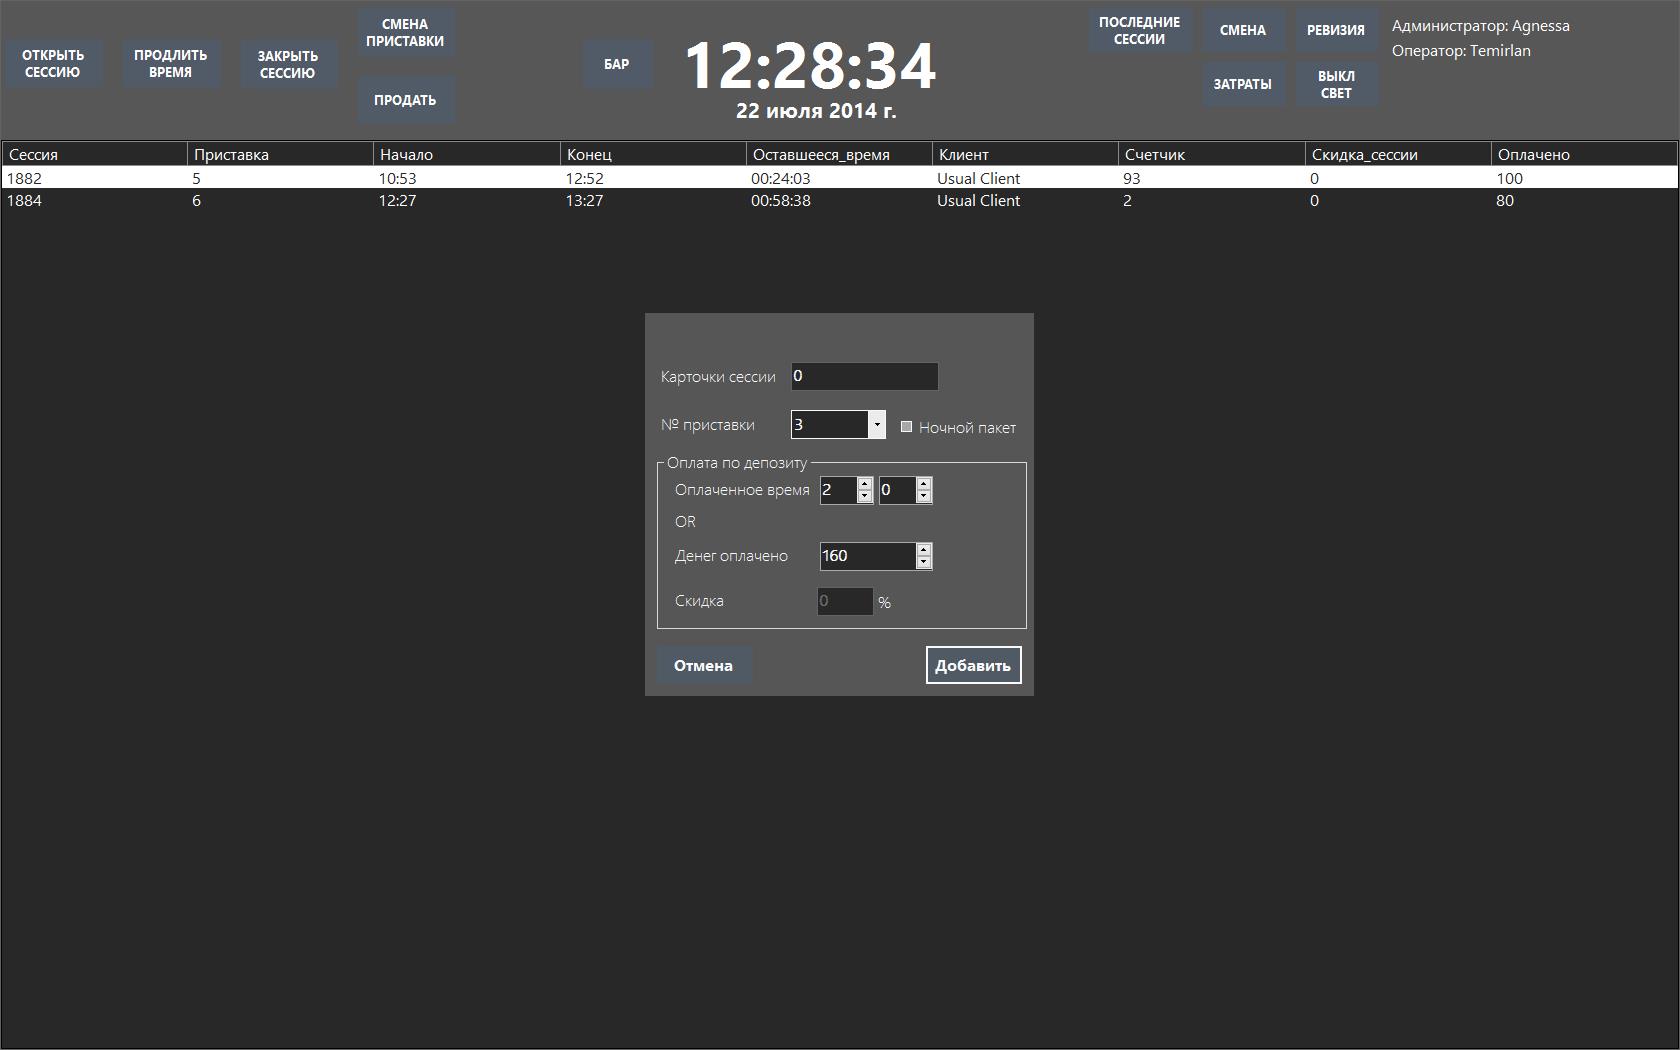 ОТКРЫТЬ
СЕССИЮ
ПРОДЛИТЬ
ВРЕМЯ
ЗАКРЫТЬ
СЕССИЮ
СМЕНА
ПРИСТАВКИ
ПРОДАТЬ
БАР
12:28:34
22 июля 2014 г.
ПОСЛЕДНИЕ
СЕССИИ
СМЕНА
РЕВИЗИЯ
ЗАТРАТЫ
ВЫКЛ
СВЕТ
Администратор: Agnessa
Оператор: Temirlan
Сессия Приставка Начало Конец Оставшееся_время Клиент Счетчик Скидка_сессии Оплачено
1882 5 10:53 12:52 00:24:03 Usual Client 93 0 100
1884 6 12:27 13:27 00:58:38 Usual Client 2 0 80
Карточки сессии 0
№ приставки 3 Ночной пакет
Оплата по депозиту
Оплаченное время 2 0
OR
Денег оплачено 160
Скидка 0 %
Отмена Добавить